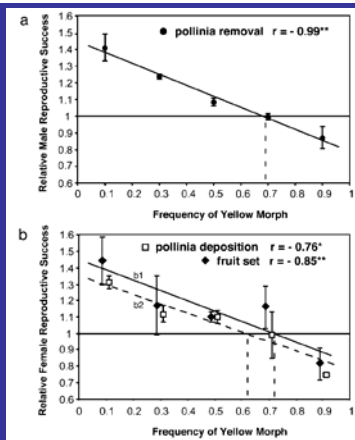 a
● pollinia removal r = - 0.99**
Relative Male Reproductive Success
1.6
1.5
1.4
1.3
1.2
1.1
1
0.9
0.8
0.7
0.6
0 0.1 0.2 0.3 0.4 0.5 0.6 0.7 0.8 0.9 1
Frequency of Yellow Morph
b
□ pollinia deposition r = - 0.76*
◆ fruit set r = - 0.85**
Relative Female Reproductive Success
1.6
1.5
1.4
1.3
1.2
1.1
1
0.9
0.8
0.7
0.6
b1
b2
0 0.1 0.2 0.3 0.4 0.5 0.6 0.7 0.8 0.9 1
Frequency of Yellow Morph